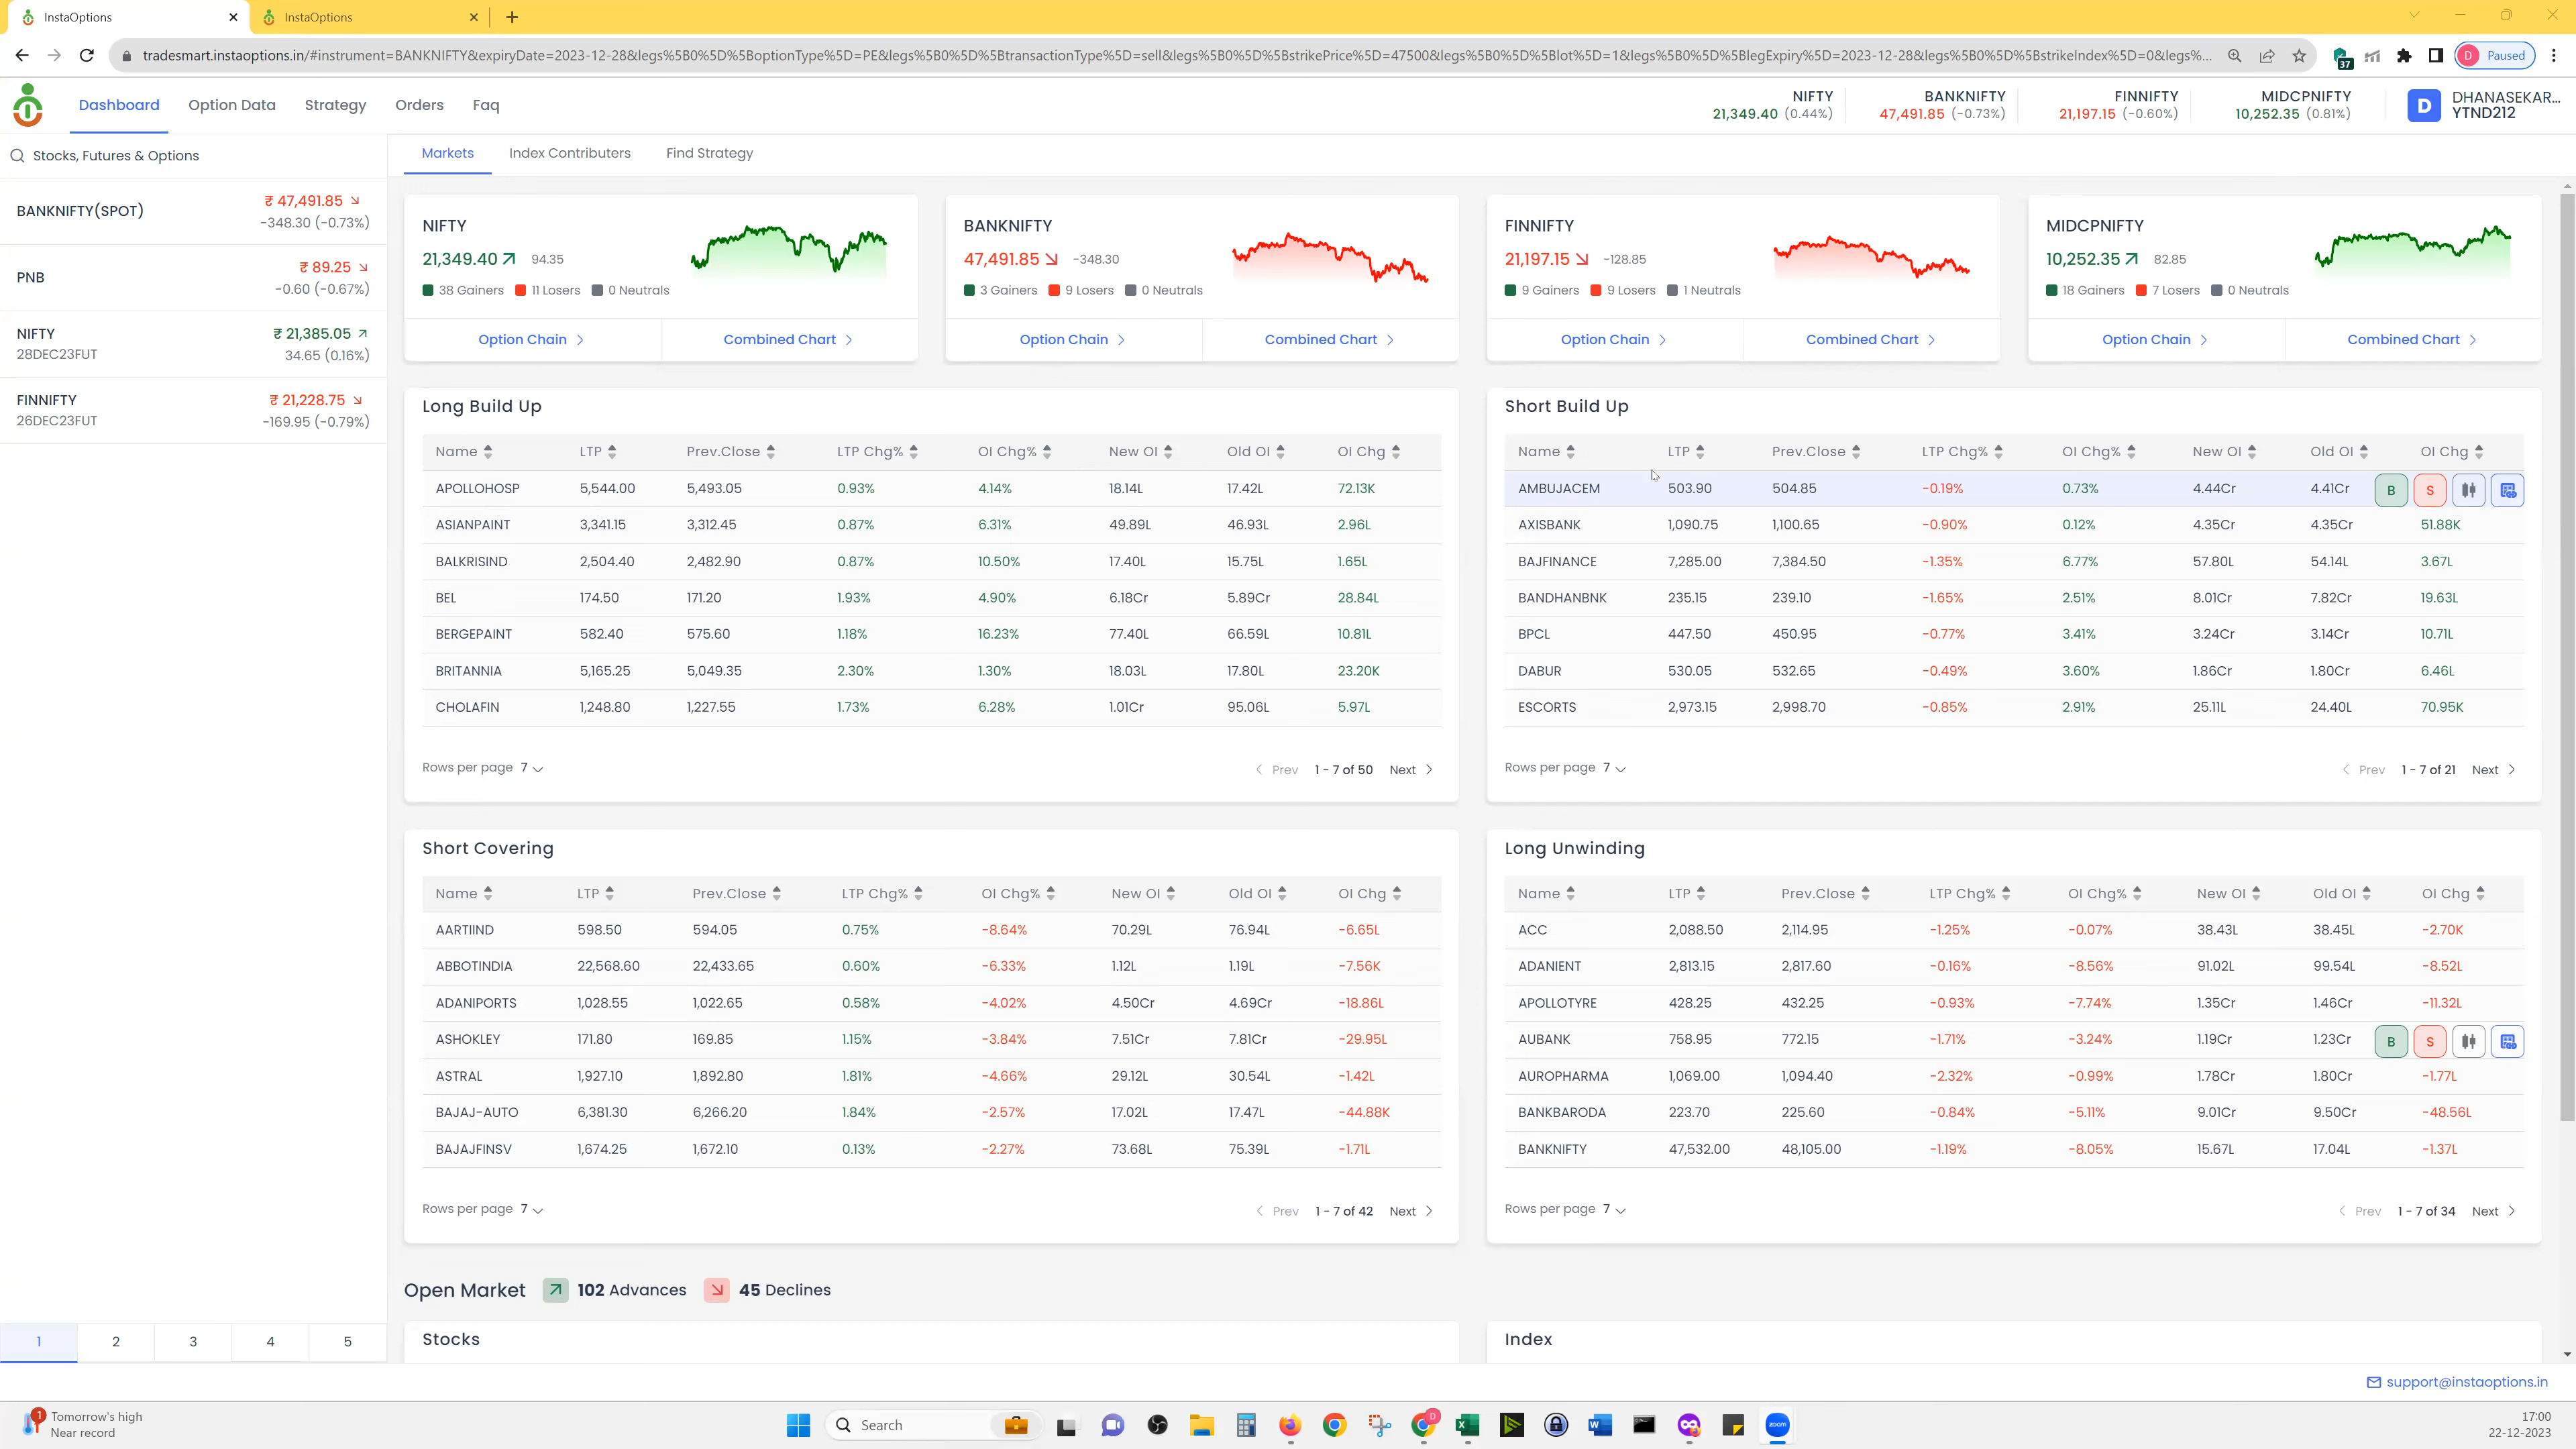 InstaOptions
InstaOptions
tradesmart.instaoptions.in/#instrument=BANKNIFTY&expiryDate=2023-12-28&legs%5B0%5D%5BoptionType%5D=PE&legs%5B0%5D%5BtransactionType%5D=sell&legs%5B0%5D%5BstrikePrice%5D=47500&legs%5B0%5D%5Blot%5D=1&legs%5B0%5D%5BlegExpiry%5D=2023-12-28&legs%5B0%5D%5BstrikeIndex%5D=0&legs%...
37
D Paused
Dashboard Option Data Strategy Orders Faq
NIFTY
21,349.40 (0.44%)
BANKNIFTY
47,491.85 (-0.73%)
FINNIFTY
21,197.15 (-0.60%)
MIDCPNIFTY
10,252.35 (0.81%)
D
DHANASEKAR...
YTND212
Stocks, Futures & Options
BANKNIFTY(SPOT)
₹ 47,491.85
-348.30 (-0.73%)
PNB
₹ 89.25
-0.60 (-0.67%)
NIFTY
28DEC23FUT
₹ 21,385.05
34.65 (0.16%)
FINNIFTY
26DEC23FUT
₹ 21,228.75
-169.95 (-0.79%)
1 2 3 4 5
Markets Index Contributers Find Strategy
NIFTY
21,349.40 94.35
38 Gainers 11 Losers 0 Neutrals
Option Chain Combined Chart
BANKNIFTY
47,491.85 -348.30
3 Gainers 9 Losers 0 Neutrals
Option Chain Combined Chart
FINNIFTY
21,197.15 -128.85
9 Gainers 9 Losers 1 Neutrals
Option Chain Combined Chart
MIDCPNIFTY
10,252.35 82.85
18 Gainers 7 Losers 0 Neutrals
Option Chain Combined Chart
Long Build Up
Name LTP Prev.Close LTP Chg% OI Chg% New OI Old OI OI Chg
APOLLOHOSP 5,544.00 5,493.05 0.93% 4.14% 18.14L 17.42L 72.13K
ASIANPAINT 3,341.15 3,312.45 0.87% 6.31% 49.89L 46.93L 2.96L
BALKRISIND 2,504.40 2,482.90 0.87% 10.50% 17.40L 15.75L 1.65L
BEL 174.50 171.20 1.93% 4.90% 6.18Cr 5.89Cr 28.84L
BERGEPAINT 582.40 575.60 1.18% 16.23% 77.40L 66.59L 10.81L
BRITANNIA 5,165.25 5,049.35 2.30% 1.30% 18.03L 17.80L 23.20K
CHOLAFIN 1,248.80 1,227.55 1.73% 6.28% 1.01Cr 95.06L 5.97L
Rows per page 7 Prev 1 - 7 of 50 Next
Short Build Up
Name LTP Prev.Close LTP Chg% OI Chg% New OI Old OI OI Chg
AMBUJACEM 503.90 504.85 -0.19% 0.73% 4.44Cr 4.41Cr B S
AXISBANK 1,090.75 1,100.65 -0.90% 0.12% 4.35Cr 4.35Cr 51.88K
BAJFINANCE 7,285.00 7,384.50 -1.35% 6.77% 57.80L 54.14L 3.67L
BANDHANBNK 235.15 239.10 -1.65% 2.51% 8.01Cr 7.82Cr 19.63L
BPCL 447.50 450.95 -0.77% 3.41% 3.24Cr 3.14Cr 10.71L
DABUR 530.05 532.65 -0.49% 3.60% 1.86Cr 1.80Cr 6.46L
ESCORTS 2,973.15 2,998.70 -0.85% 2.91% 25.11L 24.40L 70.95K
Rows per page 7 Prev 1 - 7 of 21 Next
Short Covering
Name LTP Prev.Close LTP Chg% OI Chg% New OI Old OI OI Chg
AARTIIND 598.50 594.05 0.75% -8.64% 70.29L 76.94L -6.65L
ABBOTINDIA 22,568.60 22,433.65 0.60% -6.33% 1.12L 1.19L -7.56K
ADANIPORTS 1,028.55 1,022.65 0.58% -4.02% 4.50Cr 4.69Cr -18.86L
ASHOKLEY 171.80 169.85 1.15% -3.84% 7.51Cr 7.81Cr -29.95L
ASTRAL 1,927.10 1,892.80 1.81% -4.66% 29.12L 30.54L -1.42L
BAJAJ-AUTO 6,381.30 6,266.20 1.84% -2.57% 17.02L 17.47L -44.88K
BAJAJFINSV 1,674.25 1,672.10 0.13% -2.27% 73.68L 75.39L -1.71L
Rows per page 7 Prev 1 - 7 of 42 Next
Long Unwinding
Name LTP Prev.Close LTP Chg% OI Chg% New OI Old OI OI Chg
ACC 2,088.50 2,114.95 -1.25% -0.07% 38.43L 38.45L -2.70K
ADANIENT 2,813.15 2,817.60 -0.16% -8.56% 91.02L 99.54L -8.52L
APOLLOTYRE 428.25 432.25 -0.93% -7.74% 1.35Cr 1.46Cr -11.32L
AUBANK 758.95 772.15 -1.71% -3.24% 1.19Cr 1.23Cr B S
AUROPHARMA 1,069.00 1,094.40 -2.32% -0.99% 1.78Cr 1.80Cr -1.77L
BANKBARODA 223.70 225.60 -0.84% -5.11% 9.01Cr 9.50Cr -48.56L
BANKNIFTY 47,532.00 48,105.00 -1.19% -8.05% 15.67L 17.04L -1.37L
Rows per page 7 Prev 1 - 7 of 34 Next
Open Market 102 Advances 45 Declines
Stocks
Index
support@instaoptions.in
1
Tomorrow's high
Near record
Search
D
zoom
17:00
22-12-2023